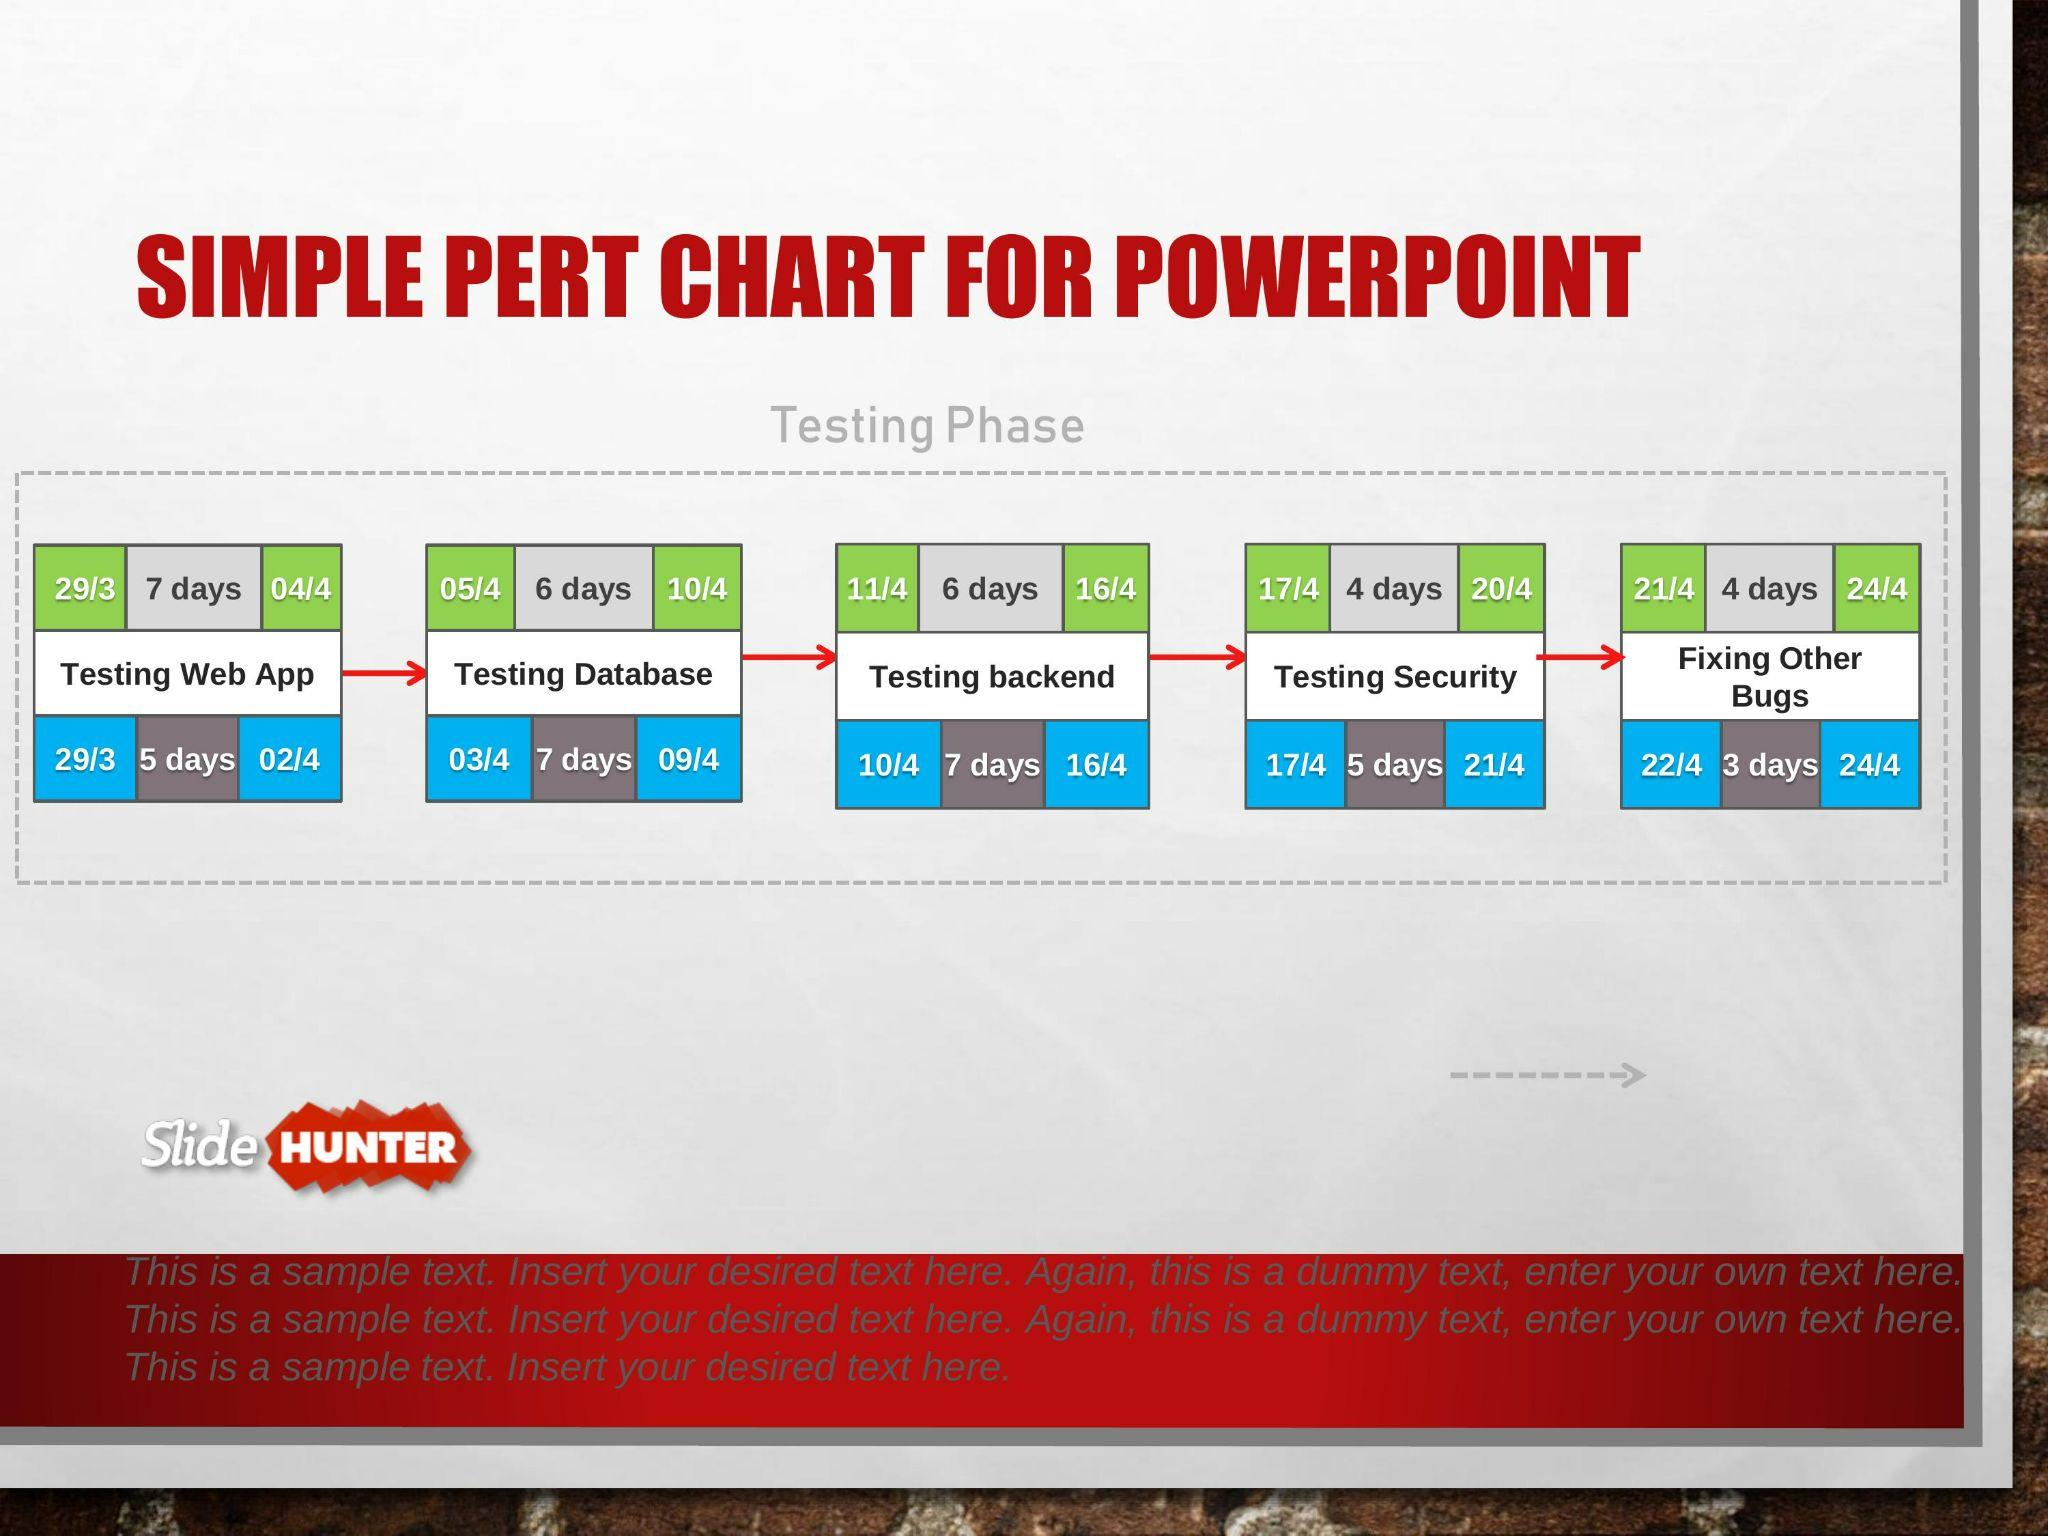 SIMPLE PERT CHART FOR POWERPOINT
Testing Phase
29/3 7 days 04/4
Testing Web App
29/3 5 days 02/4
05/4 6 days 10/4
Testing Database
03/4 7 days 09/4
11/4 6 days 16/4
Testing backend
10/4 7 days 16/4
17/4 4 days 20/4
Testing Security
17/4 5 days 21/4
21/4 4 days 24/4
Fixing Other
Bugs
22/4 3 days 24/4
Slide HUNTER
This is a sample text. Insert your desired text here. Again, this is a dummy text, enter your own text here.
This is a sample text. Insert your desired text here. Again, this is a dummy text, enter your own text here.
This is a sample text. Insert your desired text here.